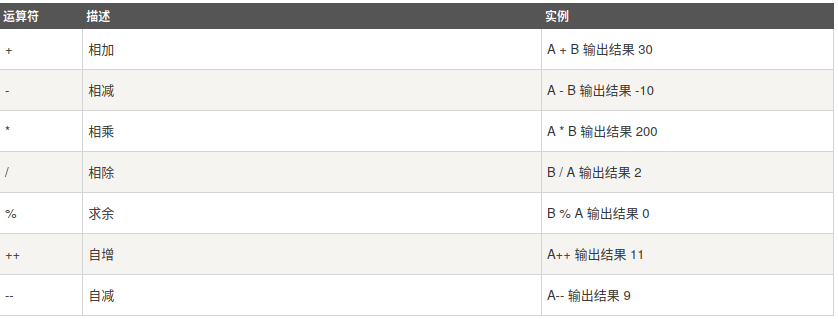 运算符 描述 实例
+ 相加 A + B 输出结果 30
- 相减 A - B 输出结果 -10
* 相乘 A * B 输出结果 200
/ 相除 B / A 输出结果 2
% 求余 B % A 输出结果 0
++ 自增 A++ 输出结果 11
-- 自减 A-- 输出结果 9